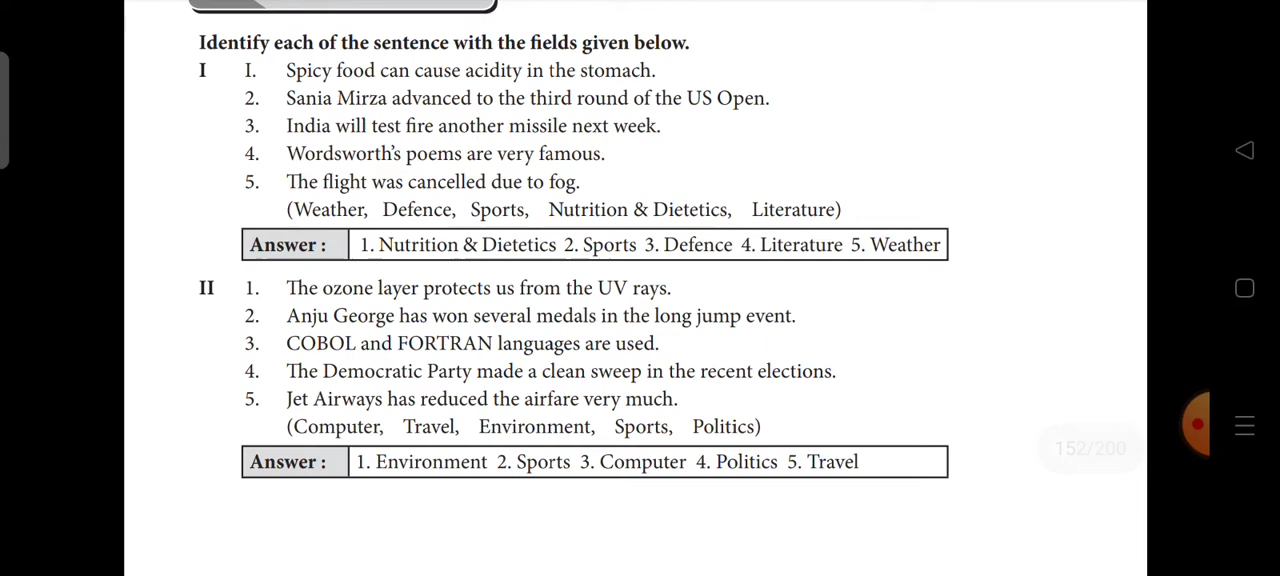 Identify each of the sentence with the fields given below.
I I. Spicy food can cause acidity in the stomach.
2. Sania Mirza advanced to the third round of the US Open.
3. India will test fire another missile next week.
4. Wordsworth's poems are very famous.
5. The flight was cancelled due to fog.
(Weather, Defence, Sports, Nutrition & Dietetics, Literature)
Answer : 1. Nutrition & Dietetics 2. Sports 3. Defence 4. Literature 5. Weather
II 1. The ozone layer protects us from the UV rays.
2. Anju George has won several medals in the long jump event.
3. COBOL and FORTRAN languages are used.
4. The Democratic Party made a clean sweep in the recent elections.
5. Jet Airways has reduced the airfare very much.
(Computer, Travel, Environment, Sports, Politics)
152/200
Answer : 1. Environment 2. Sports 3. Computer 4. Politics 5. Travel